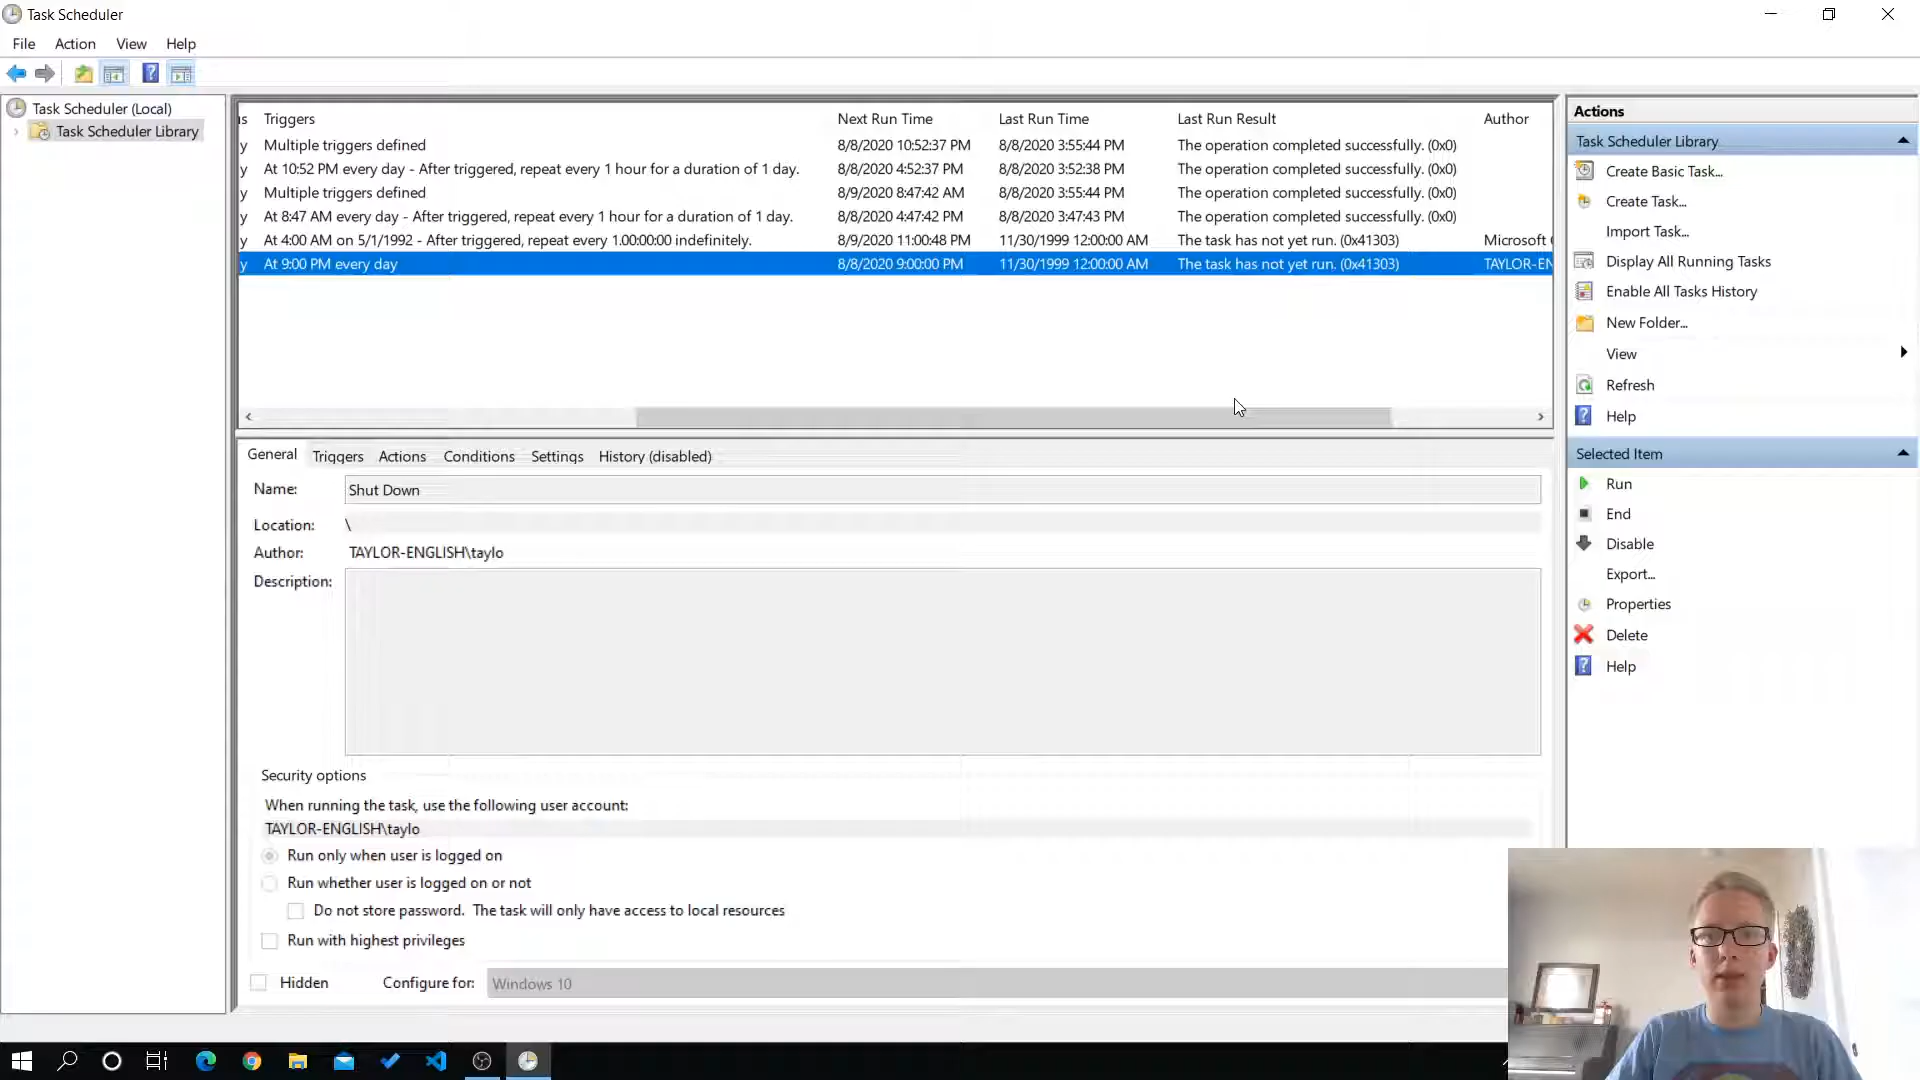 Task Scheduler
File Action View Help
Task Scheduler (Local)
Task Scheduler Library
s Triggers Next Run Time Last Run Time Last Run Result Author
y Multiple triggers defined 8/8/2020 10:52:37 PM 8/8/2020 3:55:44 PM The operation completed successfully. (0x0)
y At 10:52 PM every day - After triggered, repeat every 1 hour for a duration of 1 day. 8/8/2020 4:52:37 PM 8/8/2020 3:52:38 PM The operation completed successfully. (0x0)
y Multiple triggers defined 8/9/2020 8:47:42 AM 8/8/2020 3:55:44 PM The operation completed successfully. (0x0)
y At 8:47 AM every day - After triggered, repeat every 1 hour for a duration of 1 day. 8/8/2020 4:47:42 PM 8/8/2020 3:47:43 PM The operation completed successfully. (0x0)
y At 4:00 AM on 5/1/1992 - After triggered, repeat every 1.00:00:00 indefinitely. 8/9/2020 11:00:48 PM 11/30/1999 12:00:00 AM The task has not yet run. (0x41303) Microsoft
y At 9:00 PM every day 8/8/2020 9:00:00 PM 11/30/1999 12:00:00 AM The task has not yet run. (0x41303) TAYLOR-EN
General Triggers Actions Conditions Settings History (disabled)
Name: Shut Down
Location: \
Author: TAYLOR-ENGLISH\taylo
Description:
Security options
When running the task, use the following user account:
TAYLOR-ENGLISH\taylo
Run only when user is logged on
Run whether user is logged on or not
Do not store password. The task will only have access to local resources
Run with highest privileges
Hidden Configure for: Windows 10
Actions
Task Scheduler Library
Create Basic Task...
Create Task...
Import Task...
Display All Running Tasks
Enable All Tasks History
New Folder...
View
Refresh
Help
Selected Item
Run
End
Disable
Export...
Properties
Delete
Help